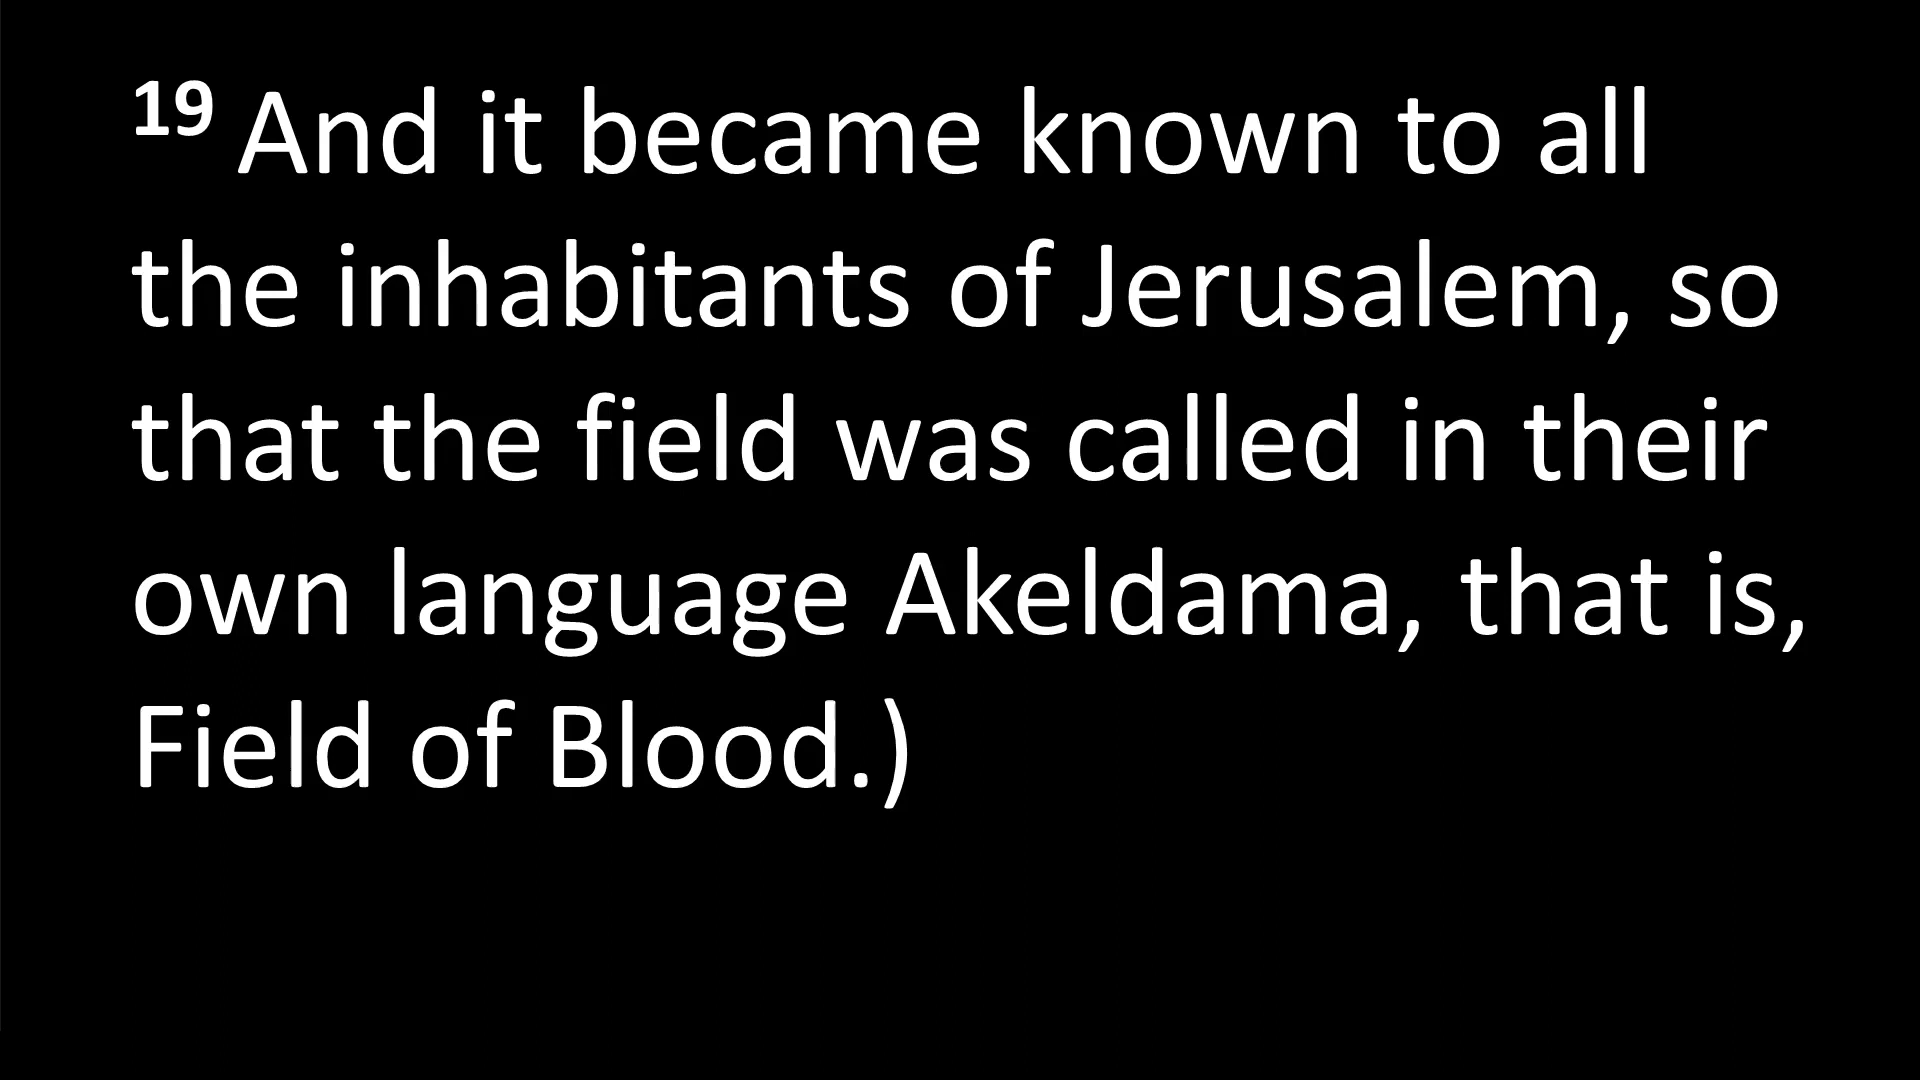 19 And it became known to all
the inhabitants of Jerusalem, so
that the field was called in their
own language Akeldama, that is,
Field of Blood.)